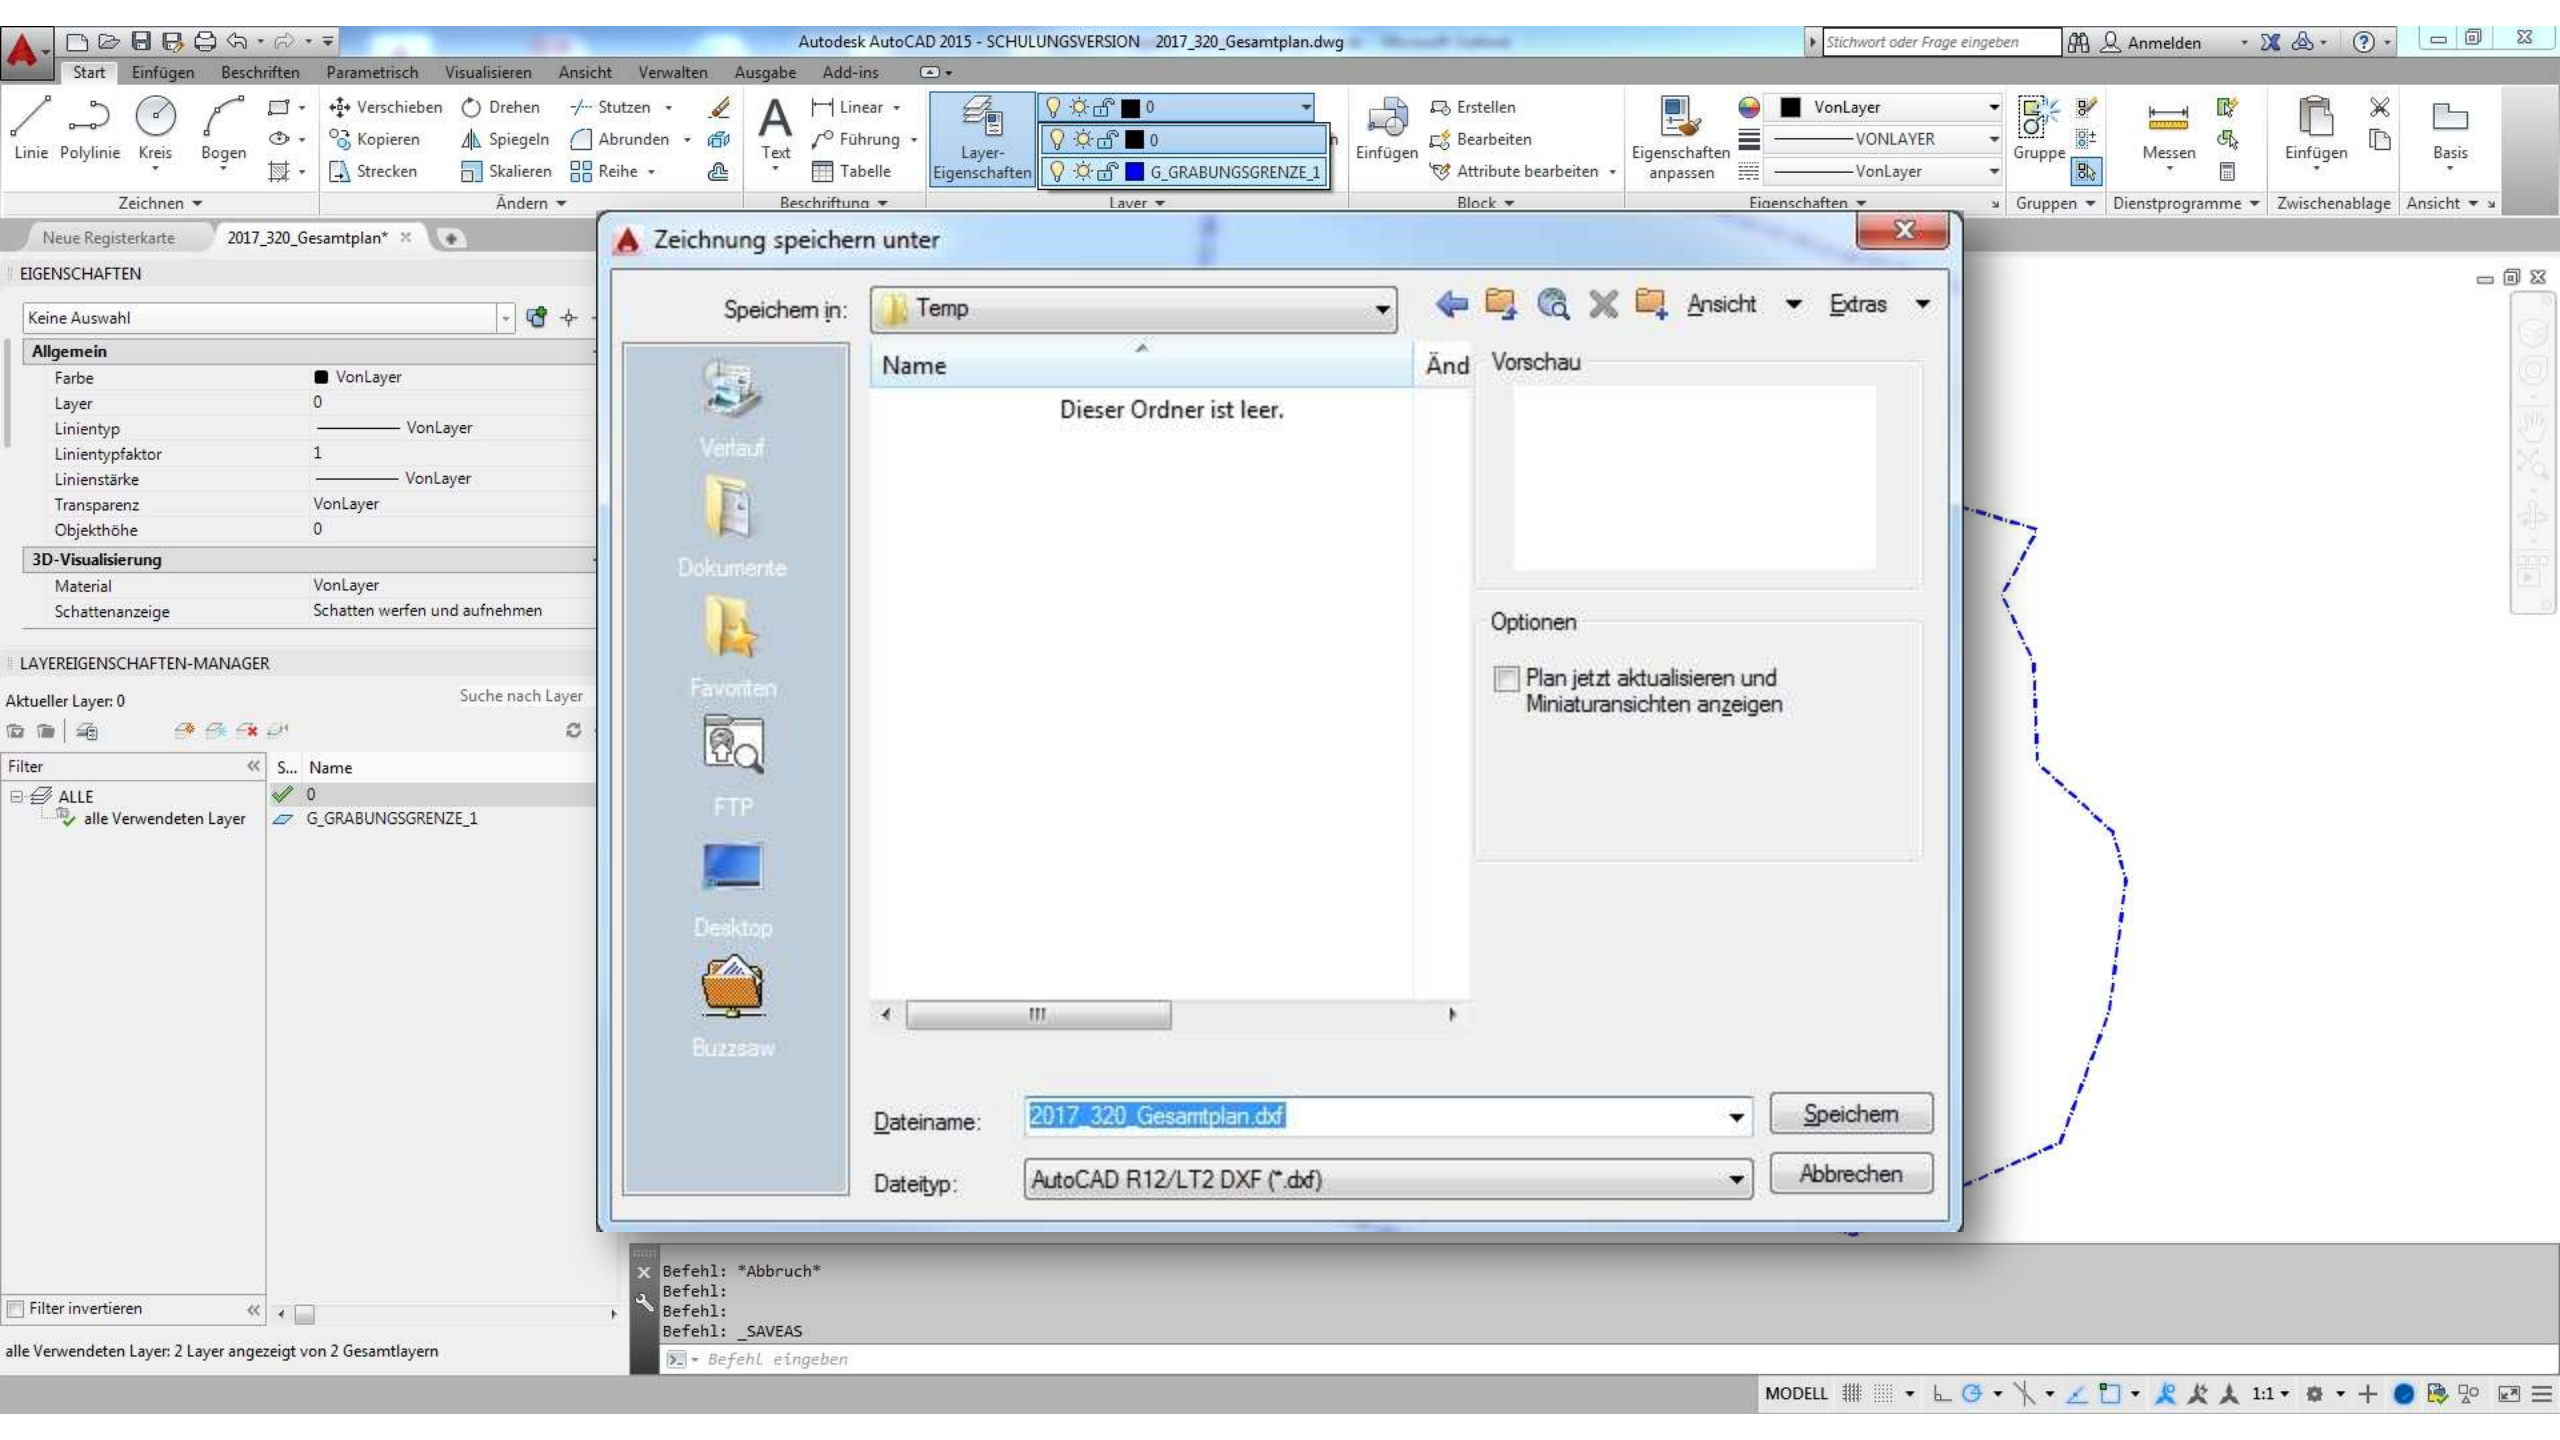 Autodesk AutoCAD 2015 - SCHULUNGSVERSION 2017_320_Gesamtplan.dwg
Stichwort oder Frage eingeben
Anmelden
Start Einfügen Beschriften Parametrisch Visualisieren Ansicht Verwalten Ausgabe Add-ins
Linie Polylinie Kreis Bogen
Verschieben Drehen Stutzen
Kopieren Spiegeln Abrunden
Strecken Skalieren Reihe
Text
Linear
Führung
Tabelle
Layer-
Eigenschaften
0
0
G_GRABUNGSGRENZE_1
Einfügen
Erstellen
Bearbeiten
Attribute bearbeiten
Eigenschaften
anpassen
VonLayer
VONLAYER
VonLayer
Gruppe
Messen
Einfügen
Basis
Zeichnen Ändern Beschriftung Layer Block Eigenschaften Gruppen Dienstprogramme Zwischenablage Ansicht
Neue Registerkarte 2017_320_Gesamtplan*
EIGENSCHAFTEN
Keine Auswahl
Allgemein
Farbe VonLayer
Layer 0
Linientyp VonLayer
Linientypfaktor 1
Linienstärke VonLayer
Transparenz VonLayer
Objekthöhe 0
3D-Visualisierung
Material VonLayer
Schattenanzeige Schatten werfen und aufnehmen
LAYEREIGENSCHAFTEN-MANAGER
Aktueller Layer: 0 Suche nach Layer
Filter S... Name
ALLE 0
alle Verwendeten Layer G_GRABUNGSGRENZE_1
Filter invertieren
alle Verwendeten Layer: 2 Layer angezeigt von 2 Gesamtlayern
Zeichnung speichern unter
Speichern in: Temp Ansicht Extras
Name Änd
Dieser Ordner ist leer.
Verlauf
Dokumente
Favoriten
FTP
Desktop
Buzzsaw
Vorschau
Optionen
Plan jetzt aktualisieren und
Miniaturansichten anzeigen
Dateiname: 2017_320_Gesamtplan.dxf Speichern
Dateityp: AutoCAD R12/LT2 DXF (*.dxf) Abbrechen
Befehl: *Abbruch*
Befehl:
Befehl:
Befehl: _SAVEAS
Befehl eingeben
MODELL 1:1